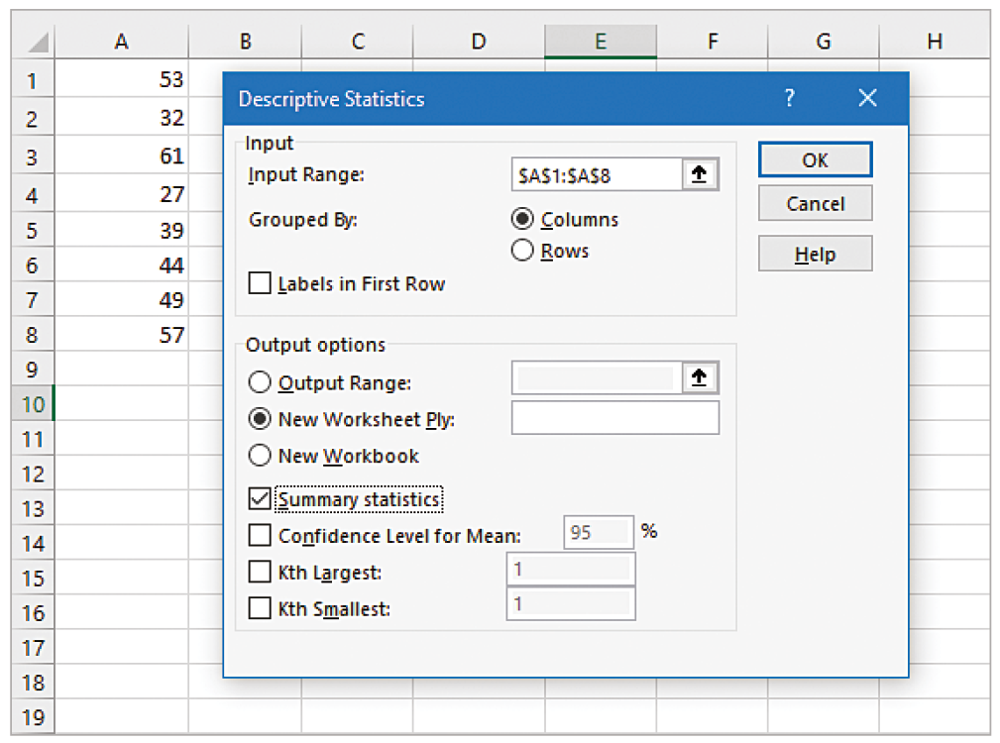 A B C D E F G H
1 53
2 32
3 61
4 27
5 39
6 44
7 49
8 57
9
10
11
12
13
14
15
16
17
18
19
Descriptive Statistics ?
Input
Input Range: $A$1:$A$8
Grouped By: Columns
Rows
Labels in First Row
OK
Cancel
Help
Output options
Output Range:
New Worksheet Ply:
New Workbook
Summary statistics
Confidence Level for Mean: 95 %
Kth Largest: 1
Kth Smallest: 1